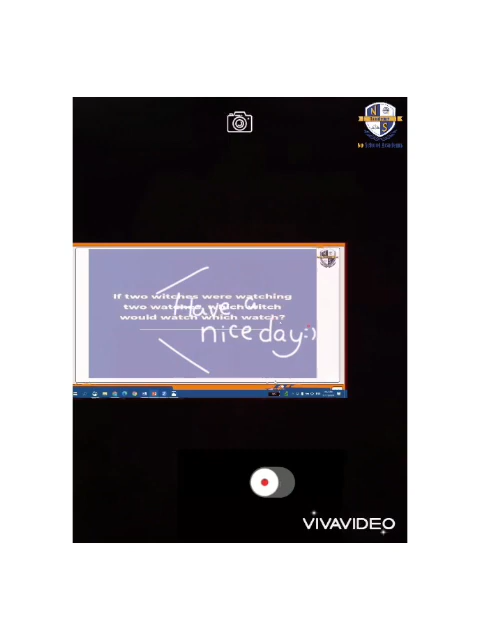 N
S
If two witches were watching
two watches, which witch
would watch which watch?
Have a
nice day:)
VIVAVIDEO